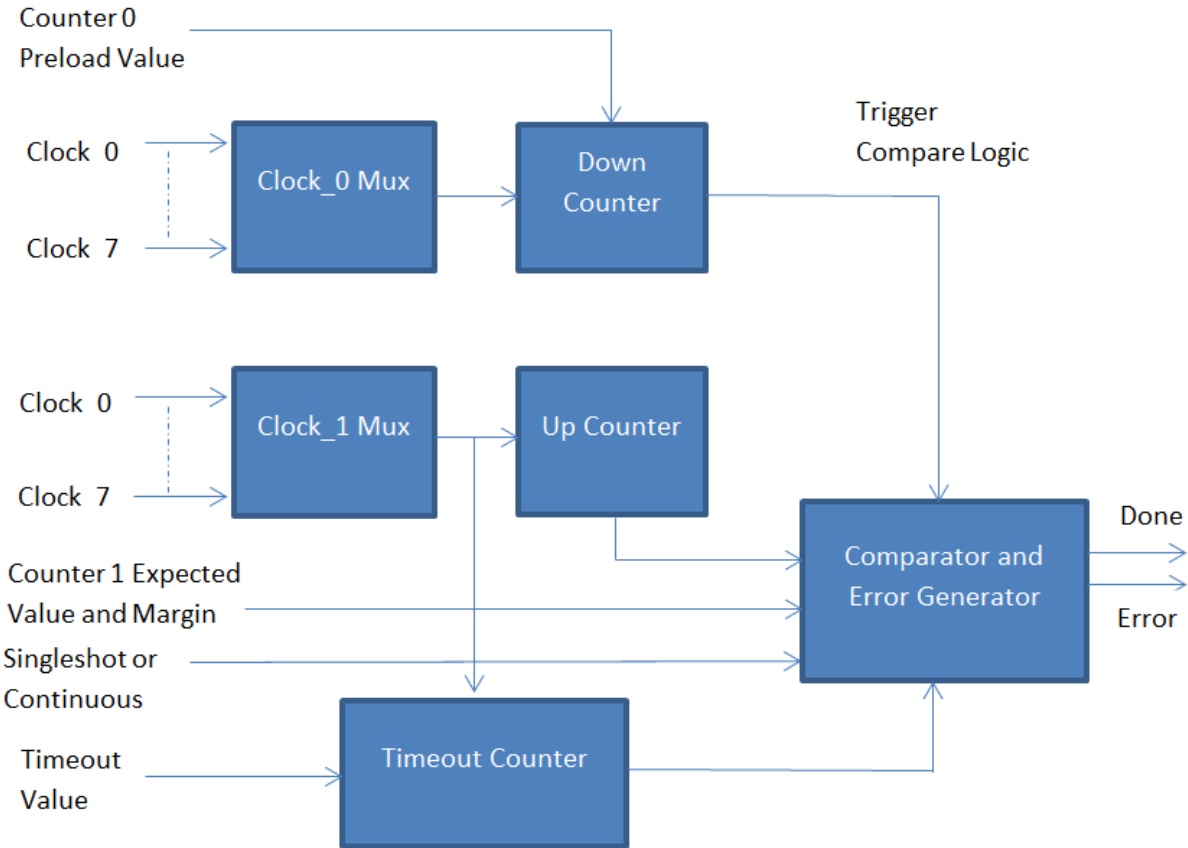 Counter 0
Preload Value
Trigger
Compare Logic
Clock 0
Clock_0 Mux
Down
Counter
Clock 7
Clock 0
Clock_1 Mux
Up Counter
Clock 7
Done
Comparator and
Error Generator
Error
Counter 1 Expected
Value and Margin
Singleshot or
Continuous
Timeout
Value
Timeout Counter